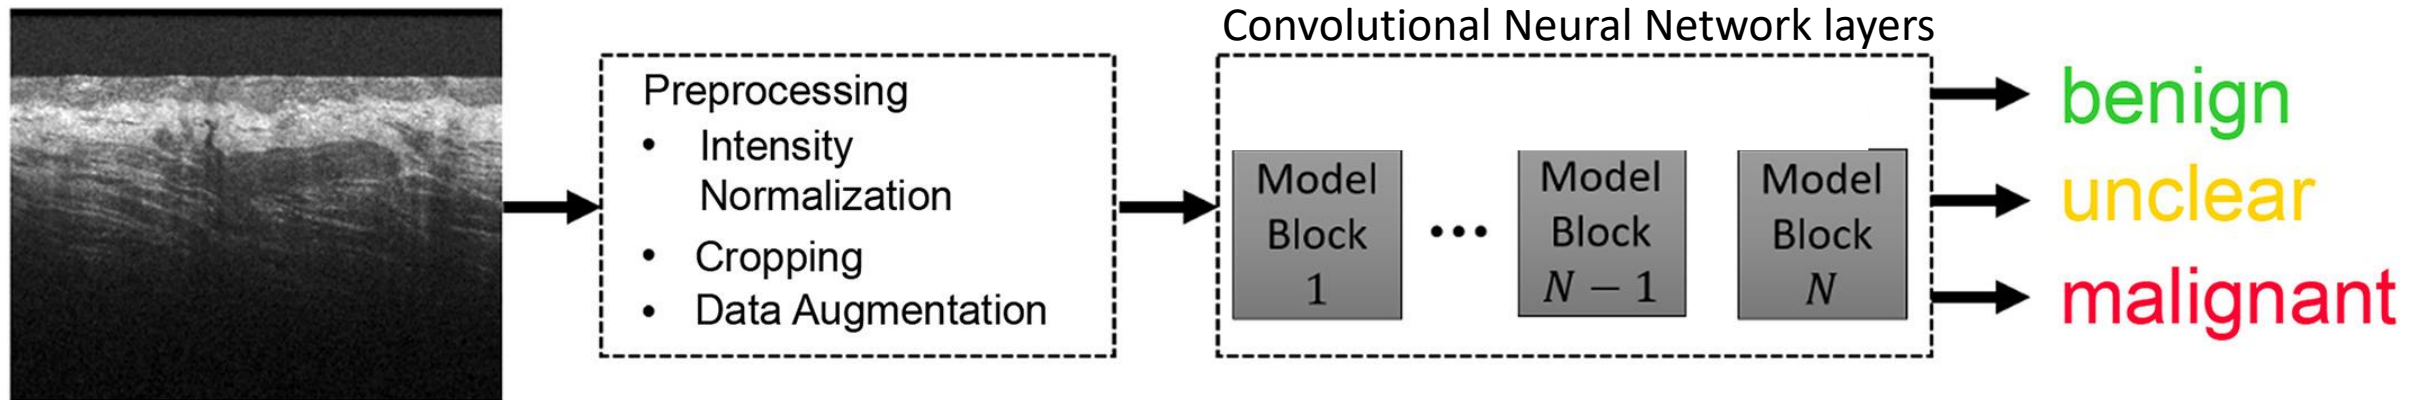 Convolutional Neural Network layers
Preprocessing
• Intensity
Normalization
• Cropping
• Data Augmentation
Model
Block
1
•••
Model
Block
N − 1
Model
Block
N
benign
unclear
malignant